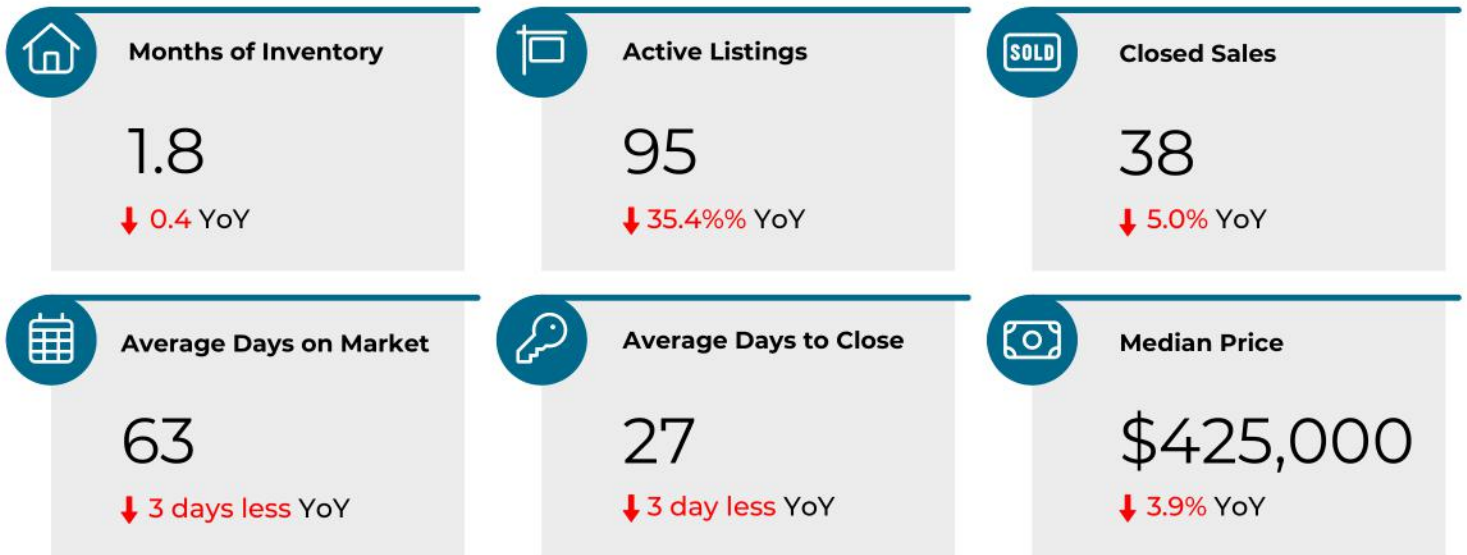 Months of Inventory
1.8
↓ 0.4 YoY
Active Listings
95
↓ 35.4%% YoY
SOLD
Closed Sales
38
↓ 5.0% YoY
Average Days on Market
63
↓ 3 days less YoY
Average Days to Close
27
↓ 3 day less YoY
Median Price
$425,000
↓ 3.9% YoY